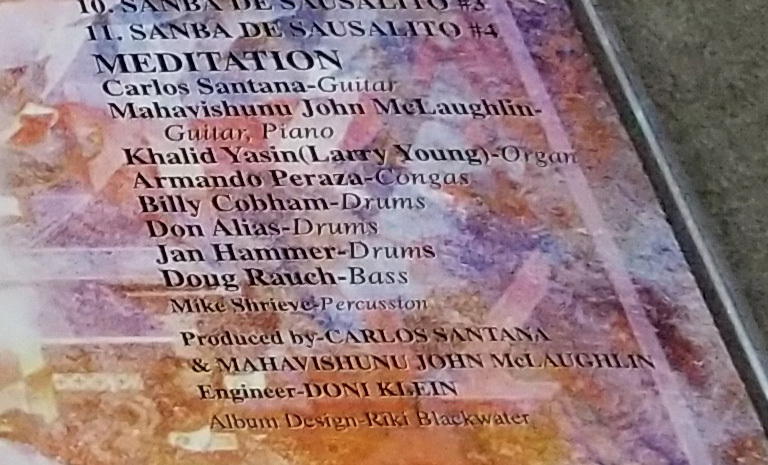 10. SANBA DE SAUSALITO #3
11. SANBA DE SAUSALITO #4
MEDITATION
Carlos Santana-Guitar
Mahavishunu John McLaughlin-
Guitar, Piano
Khalid Yasin(Larry Young)-Organ
Armando Peraza-Congas
Billy Cobham-Drums
Don Alias-Drums
Jan Hammer-Drums
Doug Rauch-Bass
Mike Shrieve-Percusston
Produced by-CARLOS SANTANA
& MAHAVISHUNU JOHN McLAUGHLIN
Engineer-DONI KLEIN
Album Design-Riki Blackwater